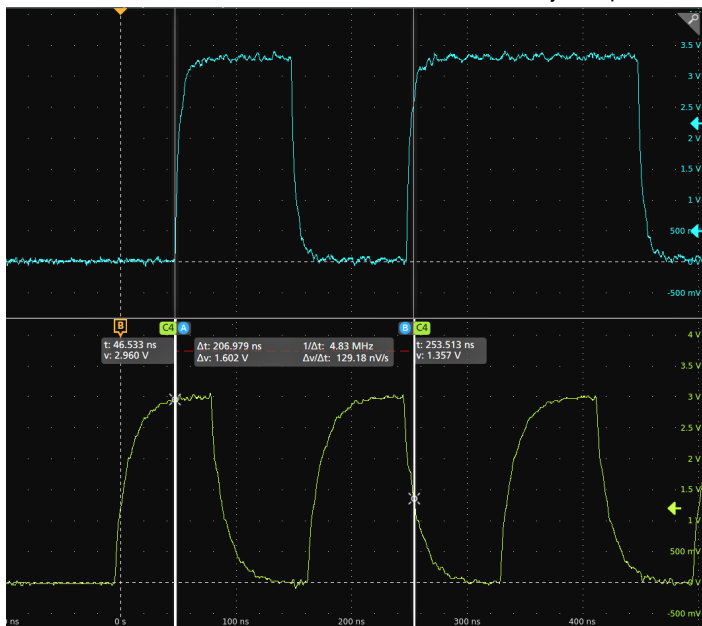 3.5 V
3 V
2.5 V
2 V
1.5 V
1 V
500 m
-500 mV
B
C4 A
B C4
4 V
t: 46.533 ns
v: 2.960 V
Δt: 206.979 ns 1/Δt: 4.83 MHz
Δv: 1.602 V Δv/Δt: 129.18 nV/s
t: 253.513 ns
v: 1.357 V
3 V
2.5 V
2 V
1.5 V
1 V
500 mV
0 V
-500 mV
ns 0 s 100 ns 200 ns 300 ns 400 ns